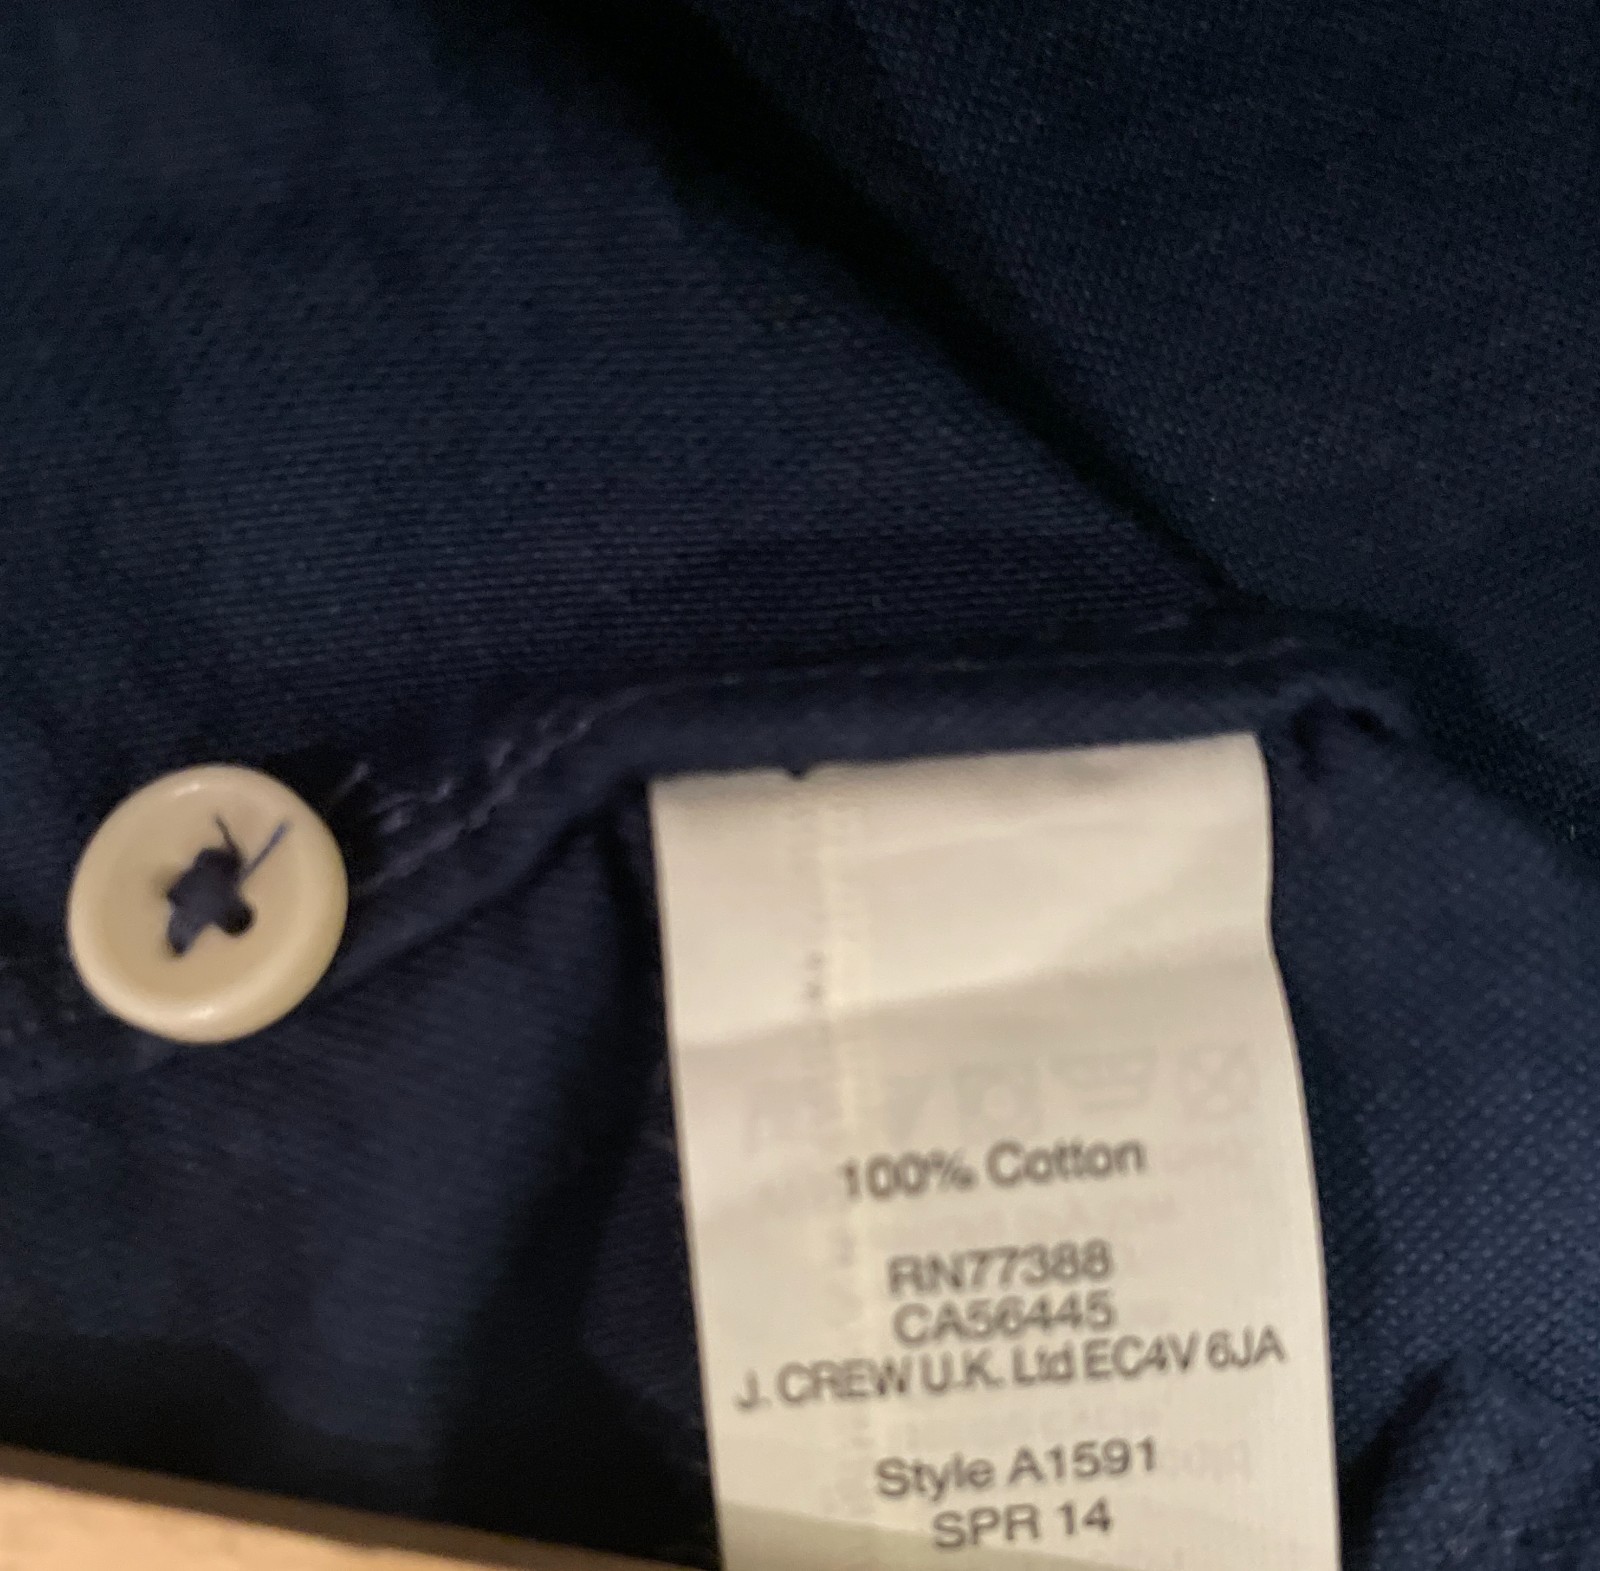 100% Cotton
RN77388
CA56445
J. CREW U.K. Ltd EC4V 6JA
Style A1591
SPR 14